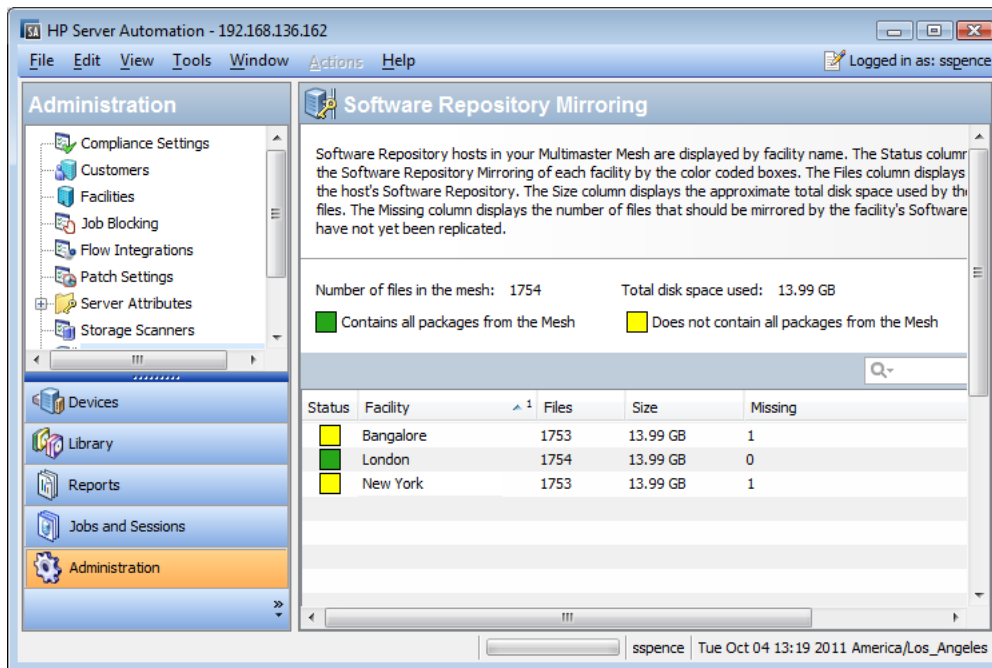 SA HP Server Automation - 192.168.136.162
File Edit View Tools Window Actions Help
Logged in as: sspence
Administration
Compliance Settings
Customers
Facilities
Job Blocking
Flow Integrations
Patch Settings
Server Attributes
Storage Scanners
Devices
Library
Reports
Jobs and Sessions
Administration
Software Repository Mirroring
Software Repository hosts in your Multimaster Mesh are displayed by facility name. The Status column
the Software Repository Mirroring of each facility by the color coded boxes. The Files column displays
the host's Software Repository. The Size column displays the approximate total disk space used by the
files. The Missing column displays the number of files that should be mirrored by the facility's Software
have not yet been replicated.
Number of files in the mesh: 1754 Total disk space used: 13.99 GB
Contains all packages from the Mesh Does not contain all packages from the Mesh
Status Facility 1 Files Size Missing
Bangalore 1753 13.99 GB 1
London 1754 13.99 GB 0
New York 1753 13.99 GB 1
sspence Tue Oct 04 13:19 2011 America/Los_Angeles